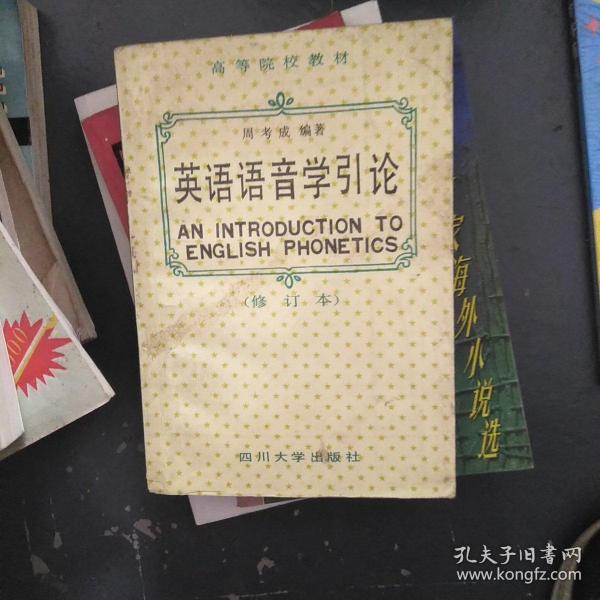 高等院校教材
周考成 编著
英语语音学引论
AN INTRODUCTION TO
ENGLISH PHONETICS
(修订本)
四川大学出版社
海外小说选
孔夫子旧书网
www.kongfz.com